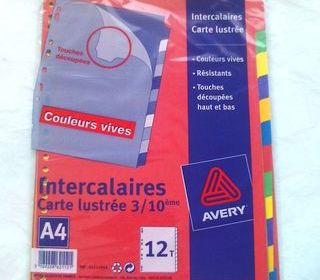 Touches
découpées
Intercalaires
Carte lustrée
• Couleurs vives
• Résistants
• Touches
découpées
haut et bas
Couleurs vives
Intercalaires
Carte lustrée 3/10ème
A4
12T
AVERY